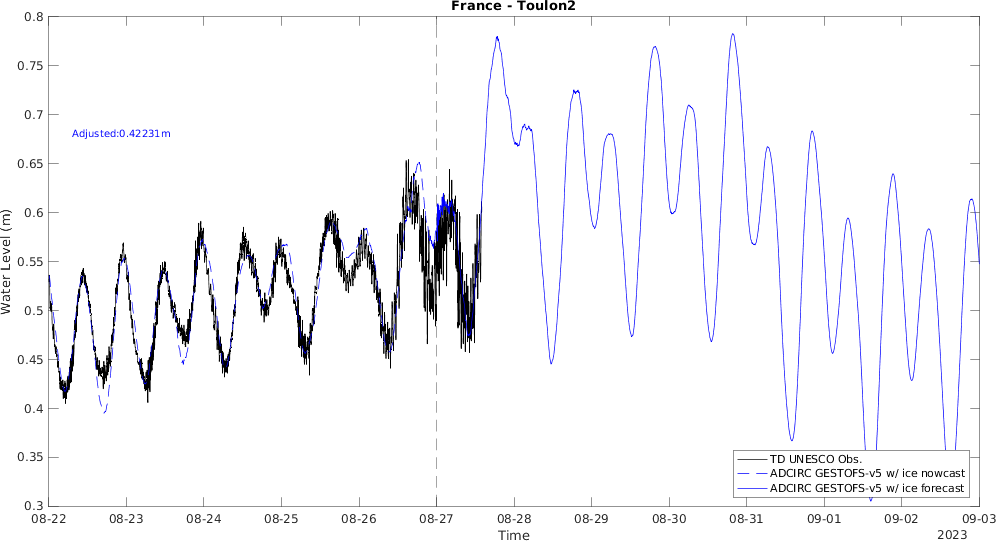 France - Toulon2
0.8
0.75
0.7
0.65
0.6
0.55
0.5
0.45
0.4
0.35
0.3
Water Level (m)
Adjusted:0.42231m
TD UNESCO Obs.
ADCIRC GESTOFS-v5 w/ ice nowcast
ADCIRC GESTOFS-v5 w/ ice forecast
08-22 08-23 08-24 08-25 08-26 08-27 08-28 08-29 08-30 08-31 09-01 09-02 09-03
Time
2023